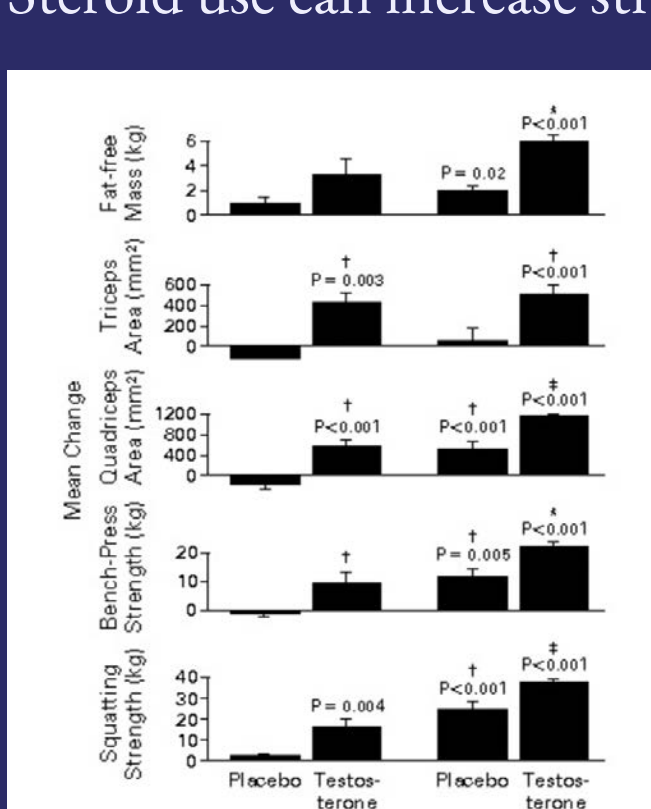 Steroid use can increase str
*
P<0.001
P = 0.02
Fat-free
Mass (kg)
6
4
2
0
†
P = 0.003
†
P<0.001
Triceps
Area (mm²)
600
400
200
0
‡
P<0.001
†
P<0.001
†
P<0.001
Quadriceps
Area (mm²)
1200
800
400
0
Mean Change
*
P<0.001
†
P = 0.005
†
Bench-Press
Strength (kg)
20
10
0
‡
P<0.001
†
P<0.001
P = 0.004
Squatting
Strength (kg)
40
30
20
10
0
Placebo Testos-
terone
Placebo Testos-
terone